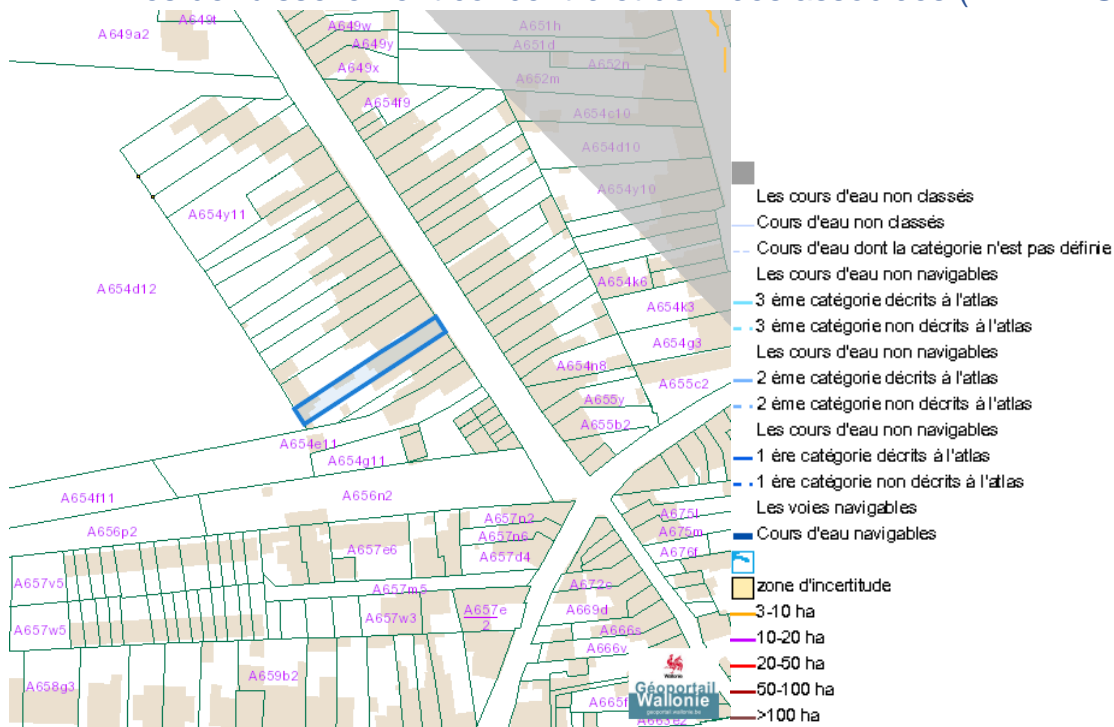 A649t
A649a2
A649w
A649y
A649x
A651h
A651d
A652n
A652m
A654f9
A654c10
A654d10
A654y10
A654y11
A654d12
A654k6
A654k3
A654g3
A654n8
A655c2
A655y
A655b2
A654e11
A654g11
A654f11
A656n2
A656p2
A657n2
A657n6
A657d4
A657e6
A675l
A675m
A676f
A657v5
A657m5
A672c
A657w3
A657e
2
A669d
A657w5
A666s
A666v
A658g3
A659b2
A665f
A663e2
Wallonie
Géoportail
Wallonie
geoportail.wallonie.be
Les cours d'eau non classés
Cours d'eau non classés
Cours d'eau dont la catégorie n'est pas définie
Les cours d'eau non navigables
3 ème catégorie décrits à l'atlas
3 ème catégorie non décrits à l'atlas
Les cours d'eau non navigables
2 ème catégorie décrits à l'atlas
2 ème catégorie non décrits à l'atlas
Les cours d'eau non navigables
1 ère catégorie décrits à l'atlas
1 ère catégorie non décrits à l'atlas
Les voies navigables
Cours d'eau navigables
zone d'incertitude
3-10 ha
10-20 ha
20-50 ha
50-100 ha
>100 ha